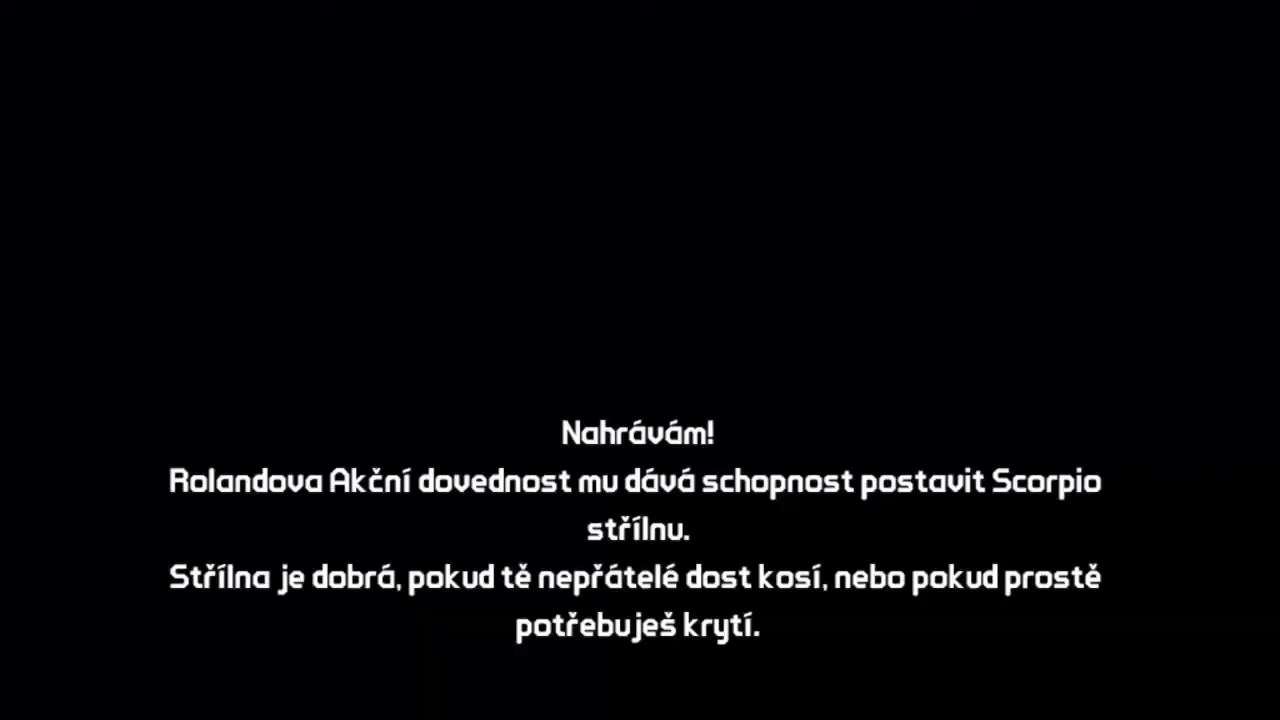 Nahrávám!
Rolandova Akční dovednost mu dává schopnost postavit Scorpio
střílnu.
Střílna je dobrá, pokud tě nepřátelé dost kosí, nebo pokud prostě
potřebuješ krytí.